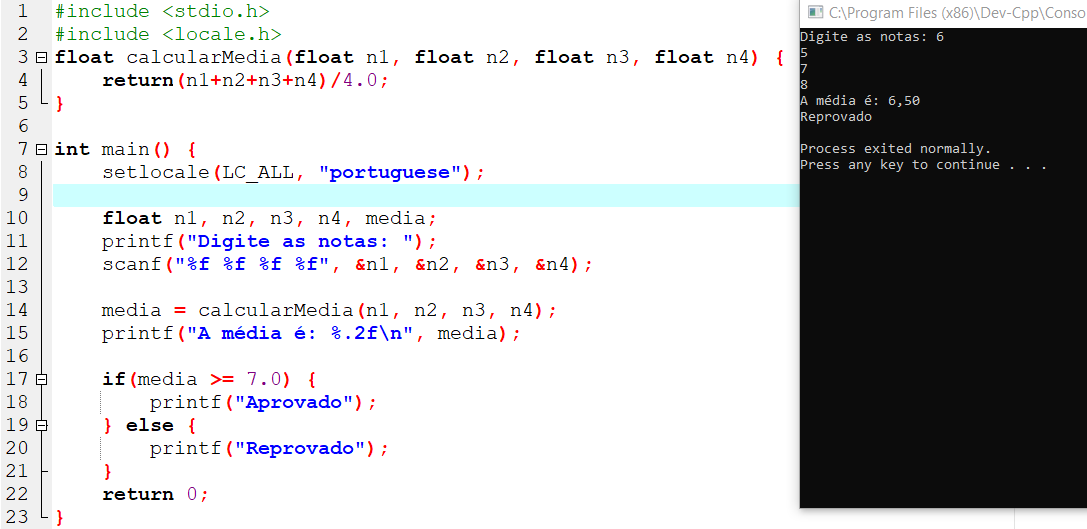 1 #include <stdio.h>
2 #include <locale.h>
3 float calcularMedia(float n1, float n2, float n3, float n4) {
4 return(n1+n2+n3+n4)/4.0;
5 }
6
7 int main() {
8 setlocale(LC_ALL, "portuguese");
9
10 float n1, n2, n3, n4, media;
11 printf("Digite as notas: ");
12 scanf("%f %f %f %f", &n1, &n2, &n3, &n4);
13
14 media = calcularMedia(n1, n2, n3, n4);
15 printf("A média é: %.2f\n", media);
16
17 if(media >= 7.0) {
18 printf("Aprovado");
19 } else {
20 printf("Reprovado");
21 }
22 return 0;
23 }
C:\Program Files (x86)\Dev-Cpp\Conso
Digite as notas: 6
5
7
8
A média é: 6,50
Reprovado
Process exited normally.
Press any key to continue . . .